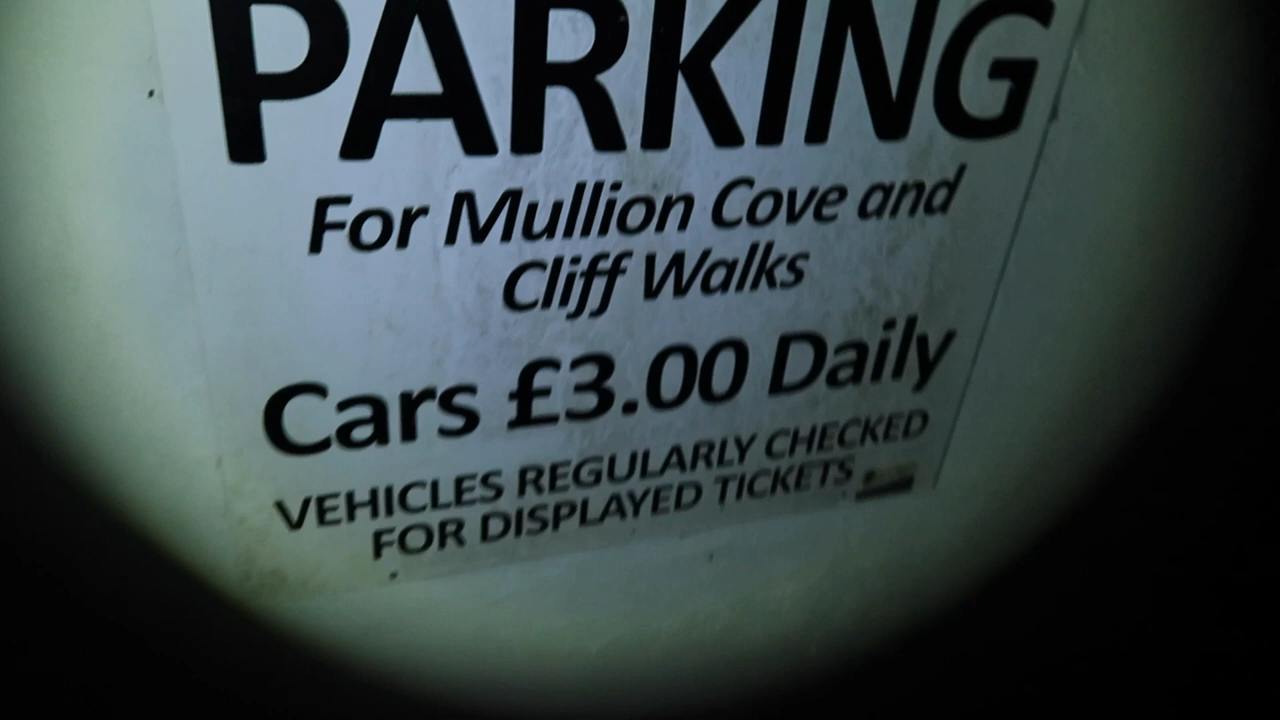 PARKING
For Mullion Cove and
Cliff Walks
Cars £3.00 Daily
VEHICLES REGULARLY CHECKED
FOR DISPLAYED TICKETS